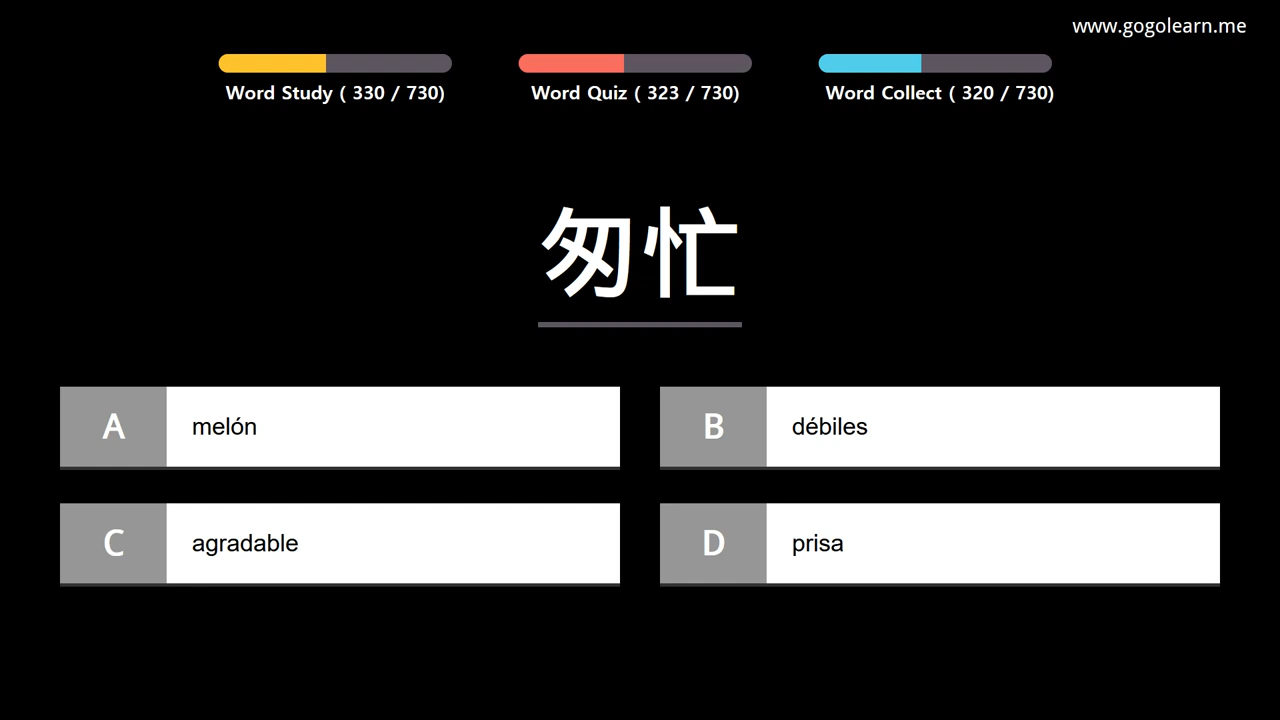 www.gogolearn.me
Word Study ( 330 / 730)
Word Quiz ( 323 / 730)
Word Collect ( 320 / 730)
匆忙
A melón
B débiles
C agradable
D prisa